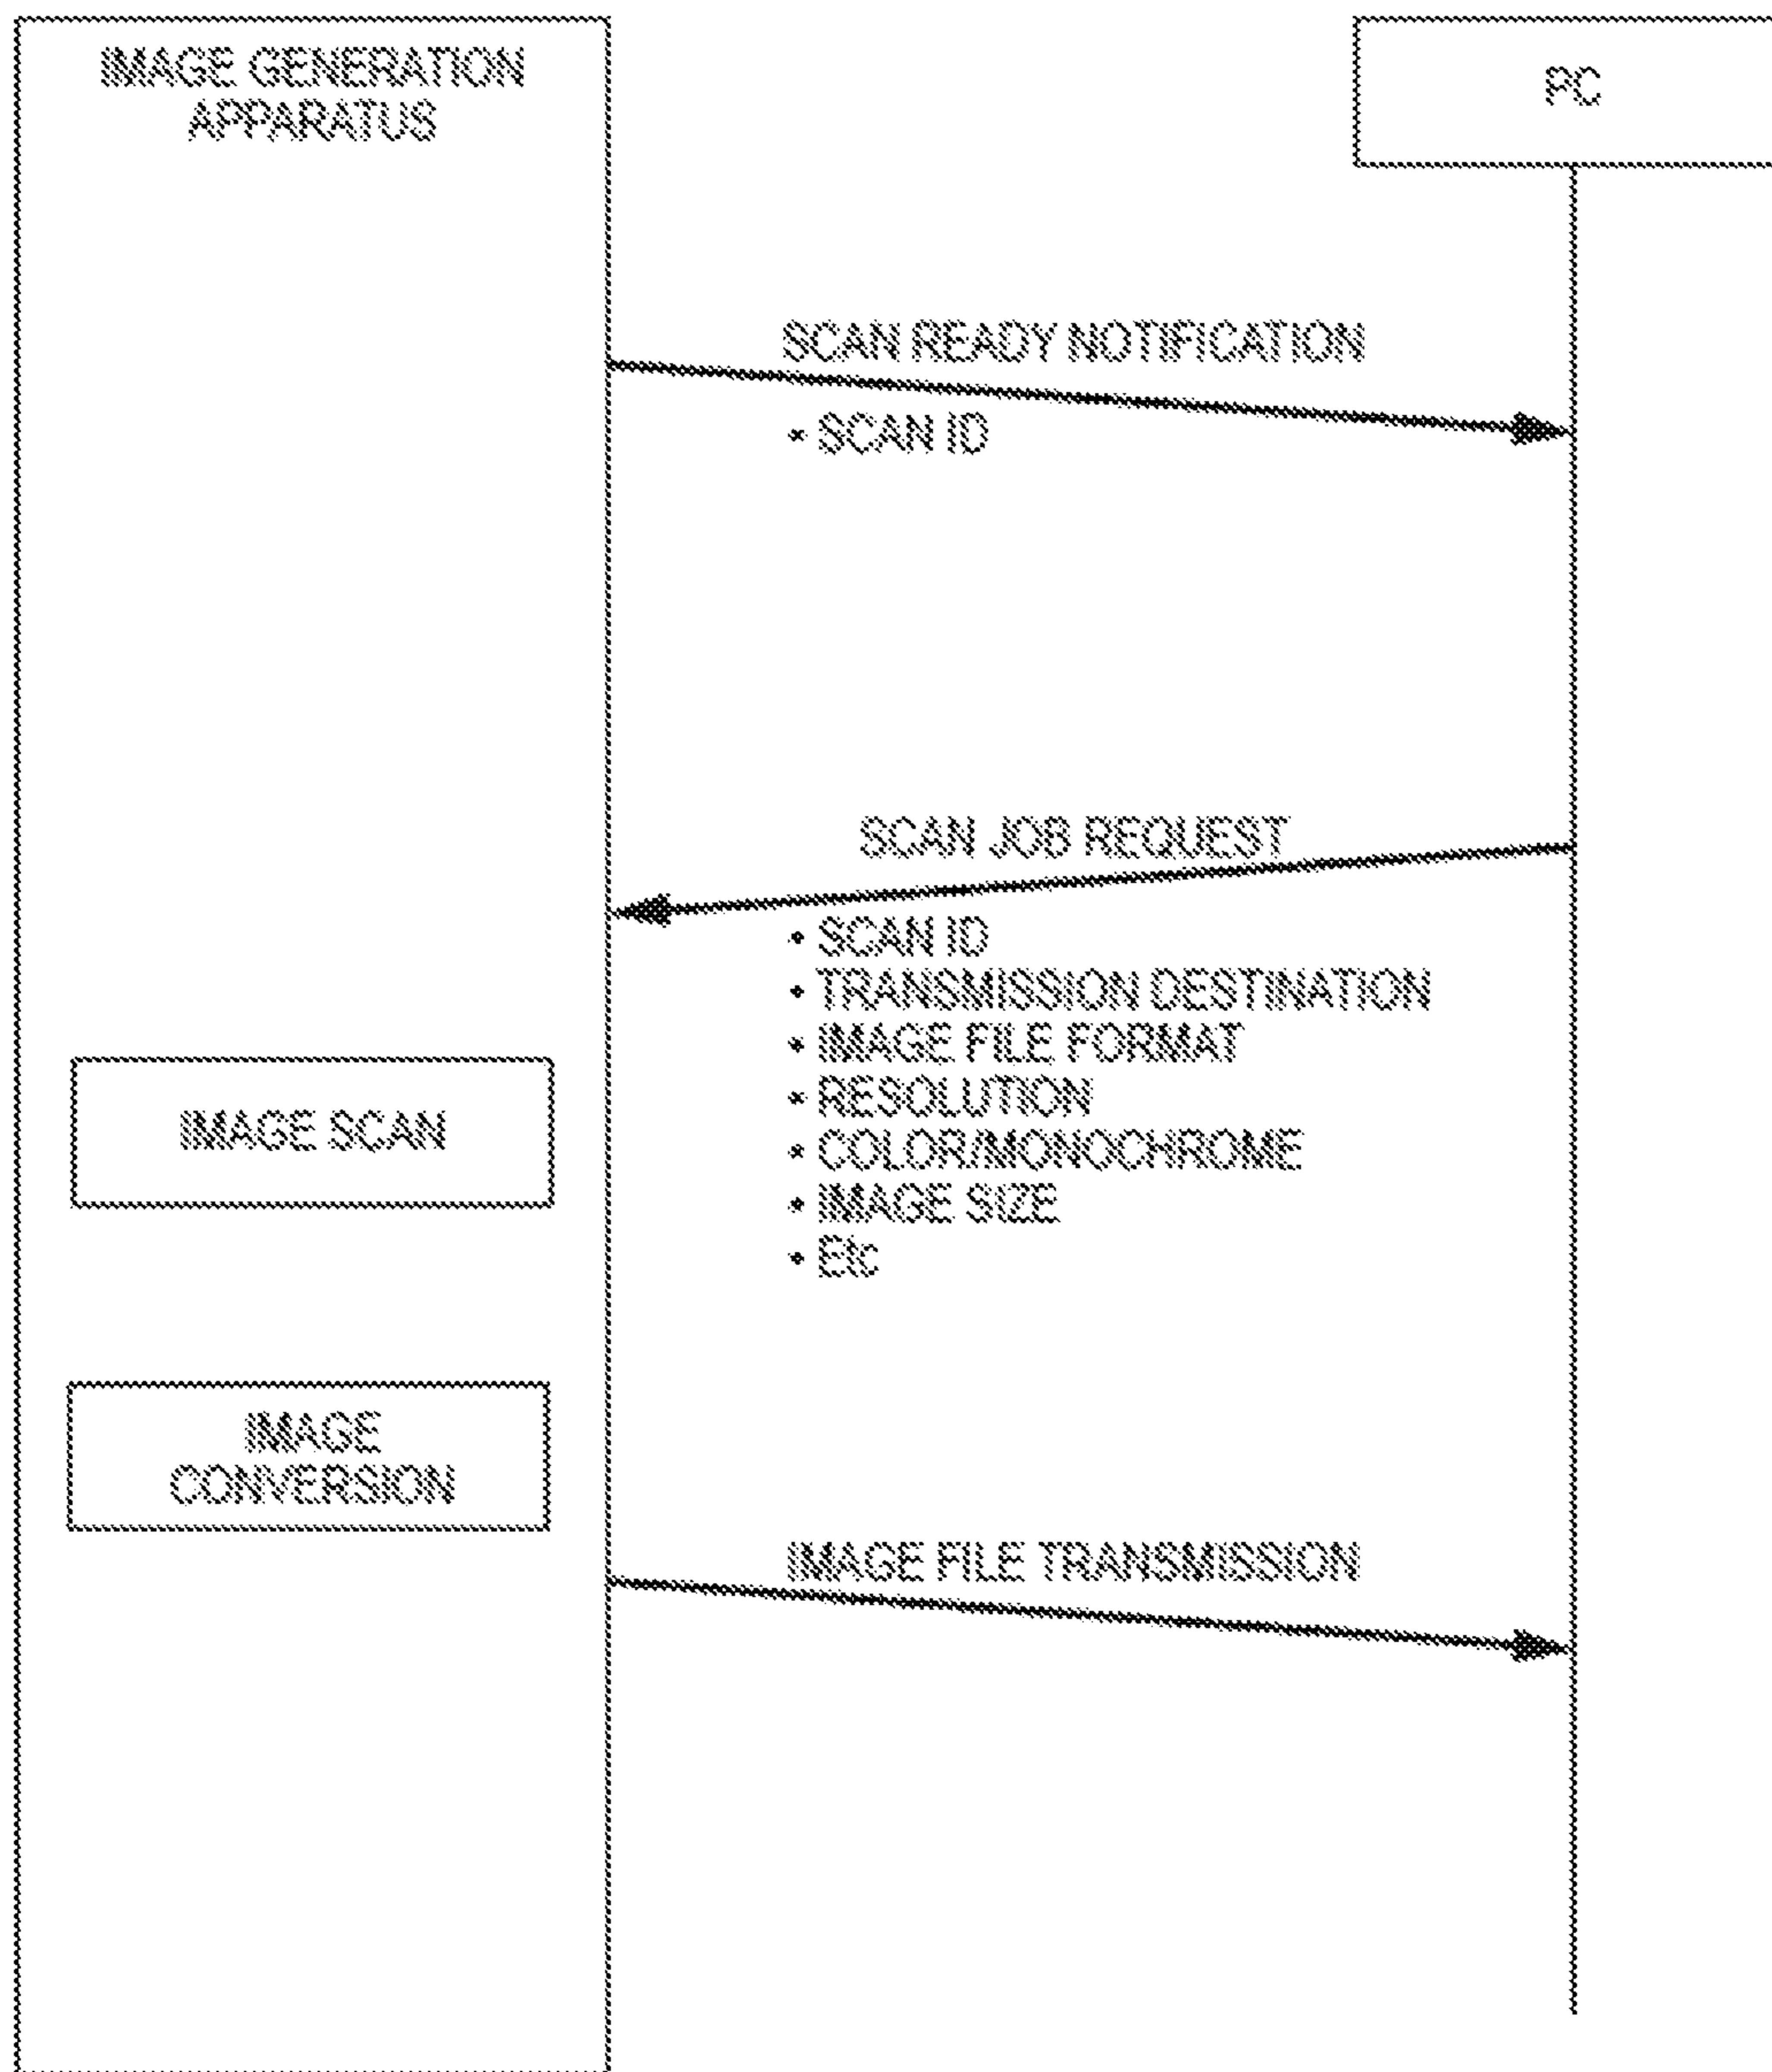 IMAGE GENERATION
APPARATUS
PC
SCAN READY NOTIFICATION
• SCAN ID
SCAN JOB REQUEST
• SCAN ID
• TRANSMISSION DESTINATION
• IMAGE FILE FORMAT
• RESOLUTION
• COLOR/MONOCHROME
• IMAGE SIZE
• Etc
IMAGE SCAN
IMAGE
CONVERSION
IMAGE FILE TRANSMISSION